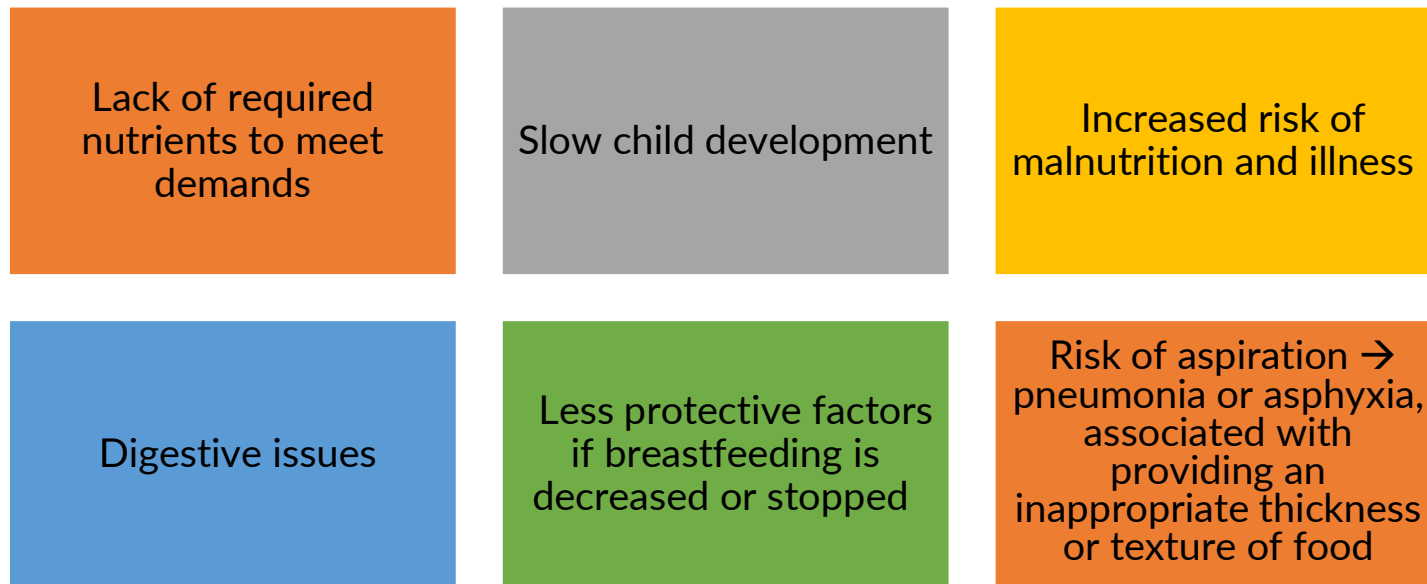 Lack of required
nutrients to meet
demands
Slow child development
Increased risk of
malnutrition and illness
Digestive issues
Less protective factors
if breastfeeding is
decreased or stopped
Risk of aspiration →
pneumonia or asphyxia,
associated with
providing an
inappropriate thickness
or texture of food